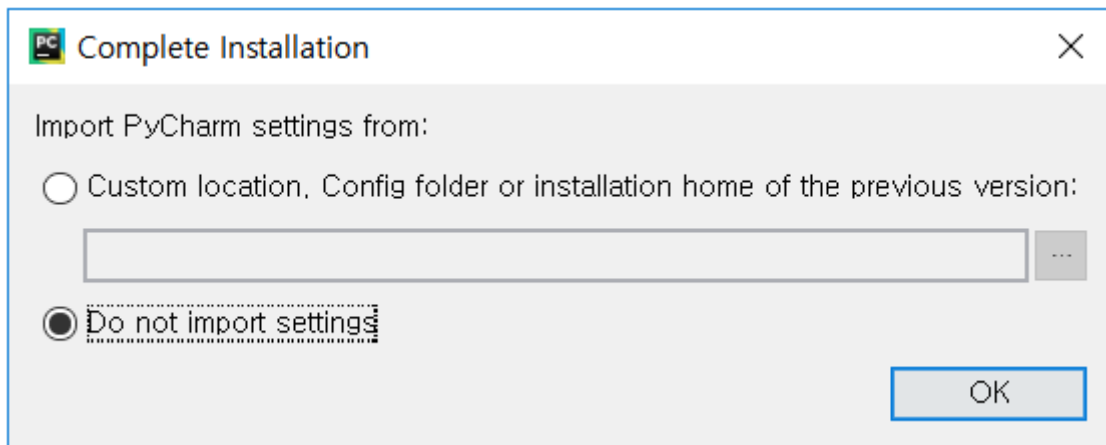 PC
Complete Installation
Import PyCharm settings from:
Custom location. Config folder or installation home of the previous version:
...
Do not import settings
OK